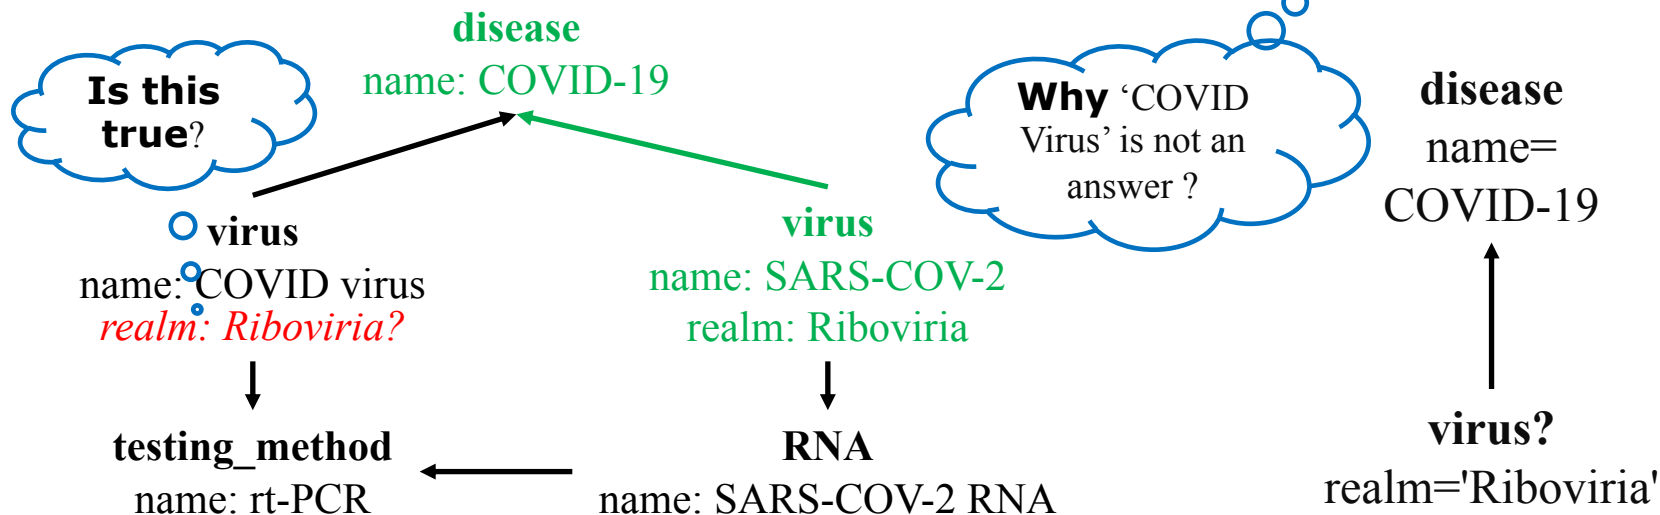 disease
name: COVID-19
Is this
true?
virus
name: COVID virus
realm: Riboviria?
virus
name: SARS-COV-2
realm: Riboviria
testing_method
name: rt-PCR
RNA
name: SARS-COV-2 RNA
Why ‘COVID
Virus’ is not an
answer ?
disease
name=
COVID-19
virus?
realm='Riboviria'